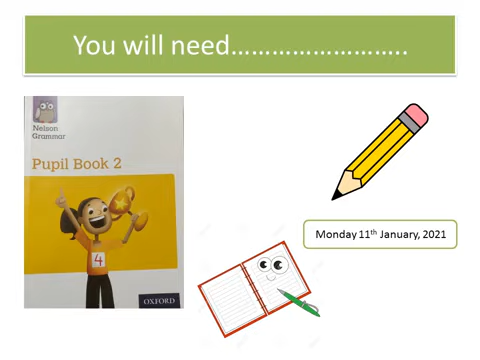 You will need……………………..
Nelson
Grammar
Pupil Book 2
4
OXFORD
Monday 11th January, 2021